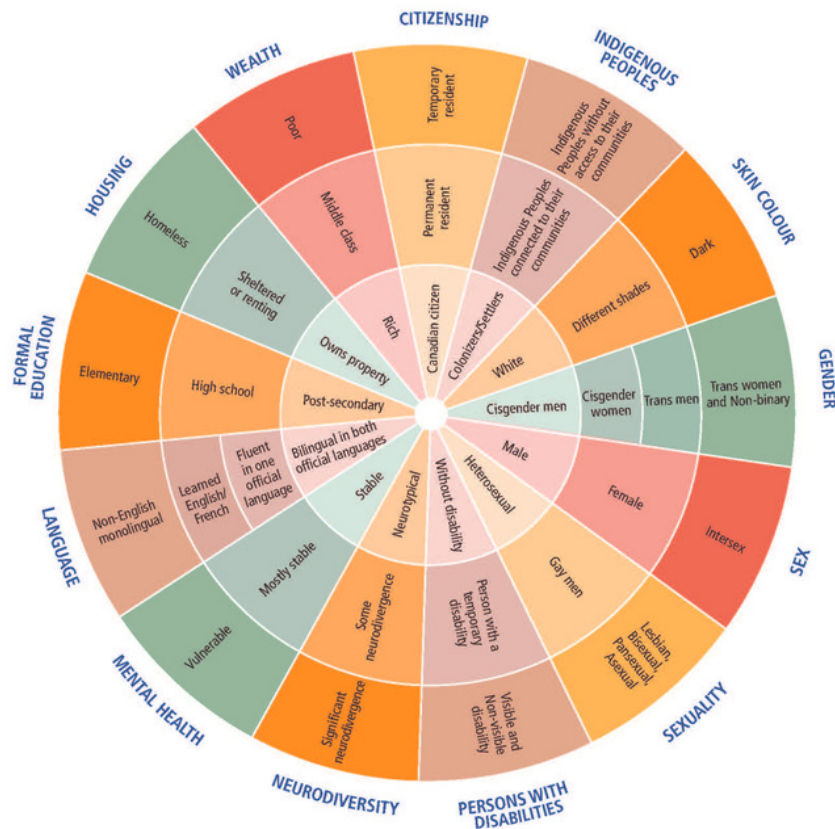 CITIZENSHIP
Temporary
resident
Permanent
resident
Canadian citizen
INDIGENOUS
PEOPLES
Indigenous
Peoples without
access to their
communities
Indigenous Peoples
connected to their
communities
Colonizers/Settlers
SKIN COLOUR
Dark
Different shades
White
GENDER
Trans women
and Non-binary
Trans men
Cisgender
women
Cisgender men
SEX
Intersex
Female
Male
SEXUALITY
Lesbian,
Bisexual,
Pansexual,
Asexual
Gay men
Heterosexual
PERSONS WITH
DISABILITIES
Visible and
Non-visible
disability
Person with a
temporary
disability
Without disability
NEURODIVERSITY
Significant
neurodivergence
Some
neurodivergence
Neurotypical
MENTAL HEALTH
Vulnerable
Mostly stable
Stable
LANGUAGE
Non-English
monolingual
Learned
English/
French
Fluent
in one
official
language
Bilingual in both
official languages
FORMAL
EDUCATION
Elementary
High school
Post-secondary
HOUSING
Homeless
Sheltered
or renting
Owns property
WEALTH
Poor
Middle class
Rich